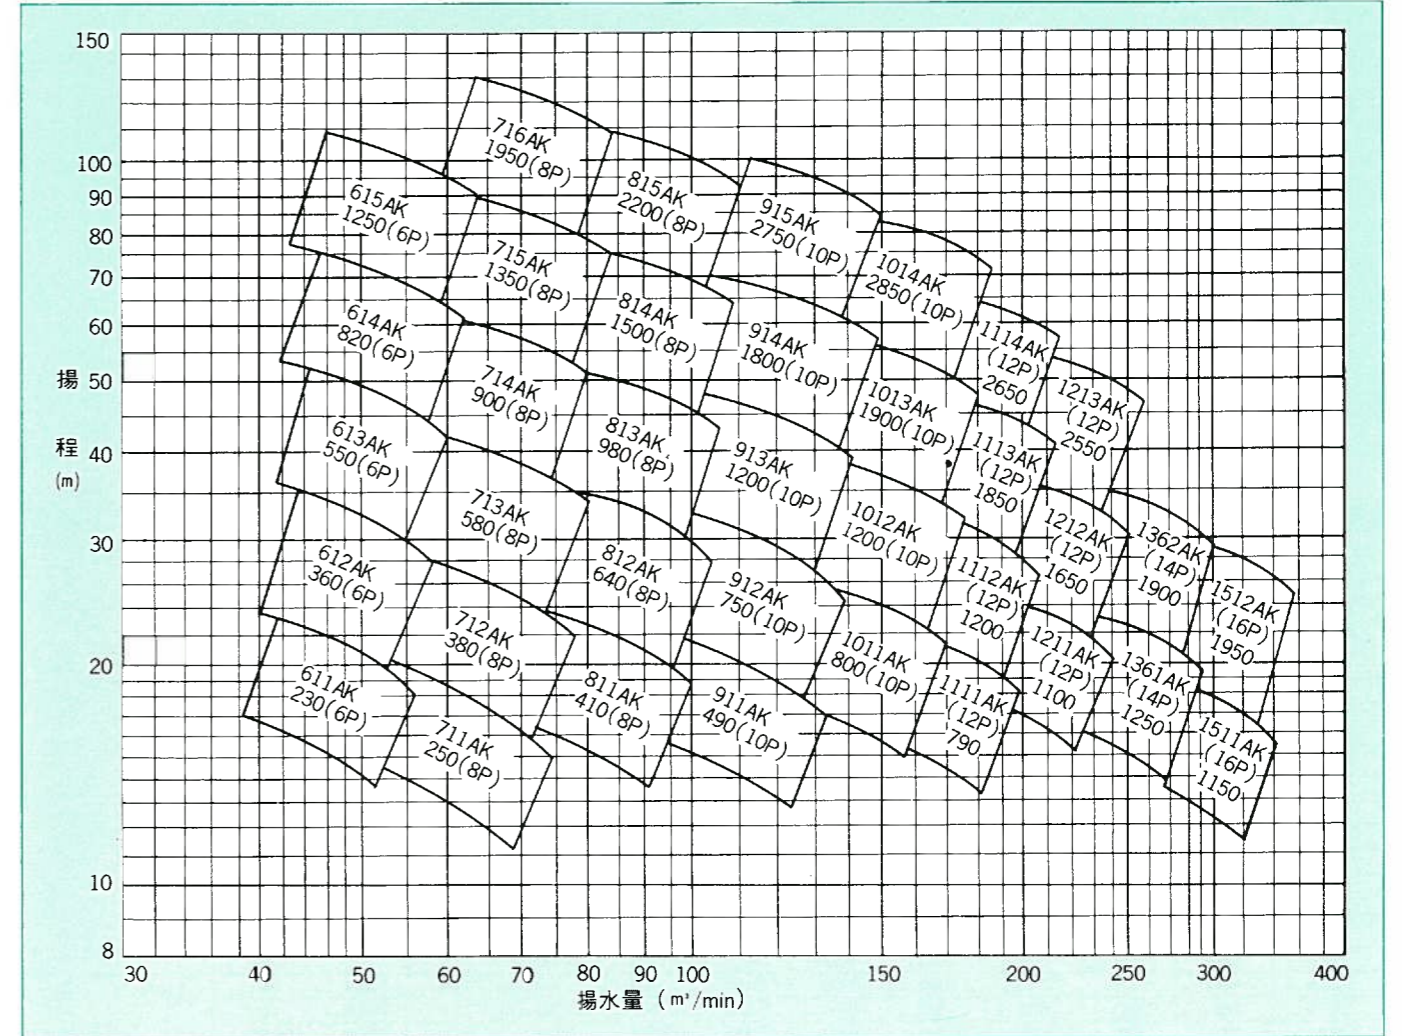 150
100
90
80
70
60
50
40
30
20
10
8
揚
程
(m)
716AK
1950(8P)
615AK
1250(6P)
815AK
2200(8P)
915AK
2750(10P)
715AK
1350(8P)
1014AK
2850(10P)
614AK
820(6P)
814AK
1500(8P)
914AK
1800(10P)
1114AK
(12P)
2650
714AK
900(8P)
1013AK
1900(10P)
1213AK
(12P)
2550
613AK
550(6P)
813AK
980(8P)
913AK
1200(10P)
1113AK
(12P)
1850
713AK
580(8P)
1012AK
1200(10P)
1212AK
(12P)
1650
1362AK
(14P)
1900
612AK
360(6P)
812AK
640(8P)
912AK
750(10P)
1112AK
(12P)
1200
1512AK
(16P)
1950
712AK
380(8P)
1011AK
800(10P)
1211AK
(12P)
1100
1361AK
(14P)
1250
611AK
230(6P)
811AK
410(8P)
911AK
490(10P)
1111AK
(12P)
790
711AK
250(8P)
1511AK
(16P)
1150
30 40 50 60 70 80 90 100 150 200 250 300 400
揚水量 (m³/min)